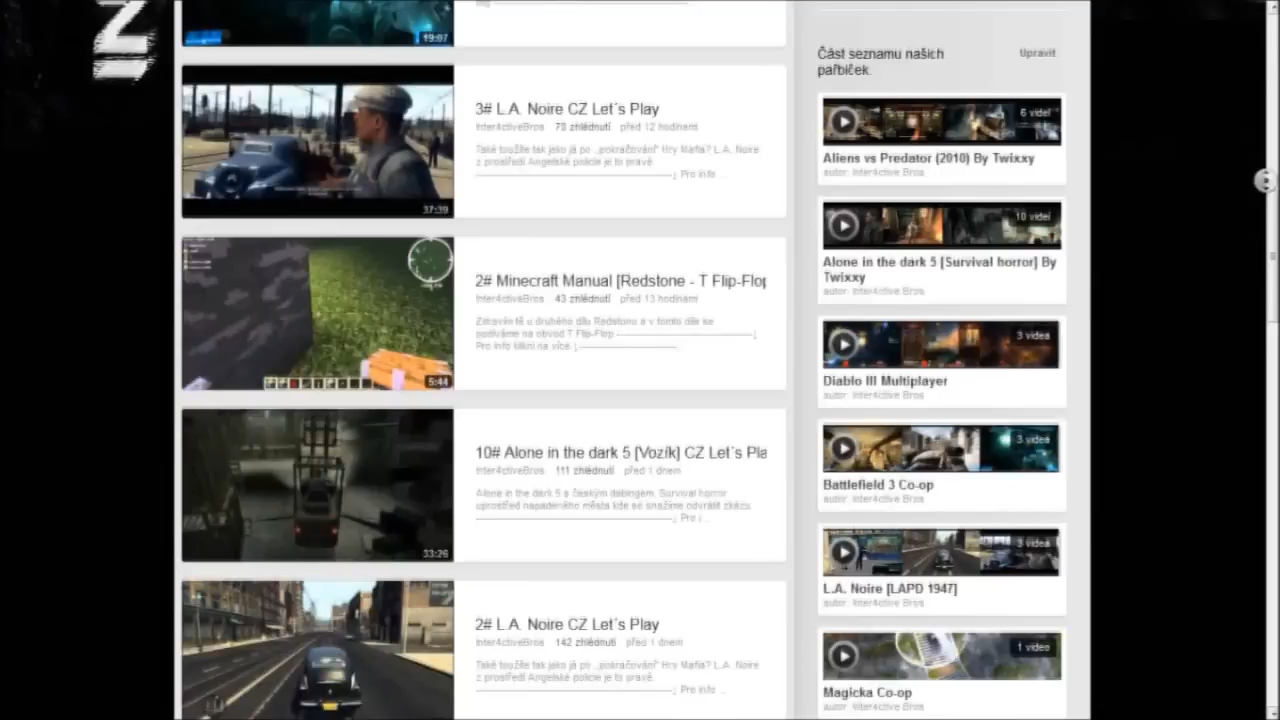 Z
19:07
3# L.A. Noire CZ Let´s Play
Inter4ctiveBros 73 zhlédnutí před 12 hodinami
Také toužíte tak jako já po ,,pokračování" Hry Mafia? L.A. Noire
z prostředí Angelské policie je to pravé.
Pro info ...
37:39
2# Minecraft Manual [Redstone - T Flip-Flop
Inter4ctiveBros 43 zhlédnutí před 13 hodinami
Zdravím tě u druhého dílu Redstonu a v tomto díle se
podíváme na obvod T Flip-Flop
Pro info klikni na více.
5:44
10# Alone in the dark 5 [Vozík] CZ Let´s Pla
Inter4ctiveBros 111 zhlédnutí před 1 dnem
Alone in the dark 5 s českým dabingem. Survival horror
uprostřed napadeného města kde se snažíme odvrátit zkázu.
Pro i...
33:26
2# L.A. Noire CZ Let´s Play
Inter4ctiveBros 142 zhlédnutí před 1 dnem
Také toužíte tak jako já po ,,pokračování" Hry Mafia? L.A. Noire
z prostředí Angelské policie je to pravé.
Pro info ...
Část seznamu našich
pařbiček.
Upravit
6 videí
Aliens vs Predator (2010) By Twixxy
autor: Inter4ctive Bros
10 videí
Alone in the dark 5 [Survival horror] By
Twixxy
autor: Inter4ctive Bros
3 videa
Diablo III Multiplayer
autor: Inter4ctive Bros
3 videa
Battlefield 3 Co-op
autor: Inter4ctive Bros
3 videa
L.A. Noire [LAPD 1947]
autor: Inter4ctive Bros
1 video
Magicka Co-op
autor: Inter4ctive Bros